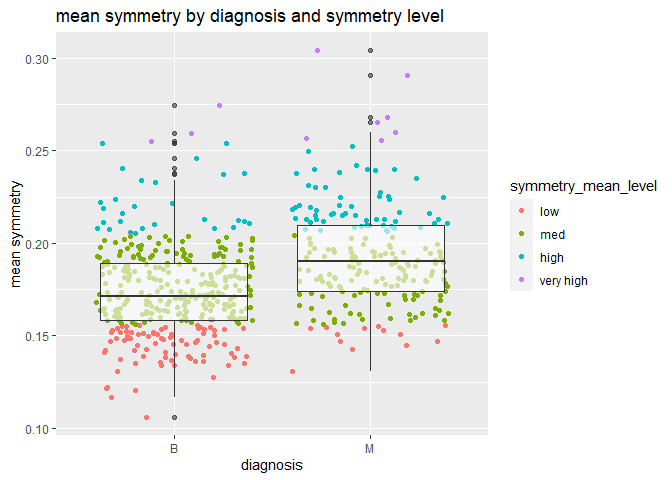 mean symmetry by diagnosis and symmetry level
0.30
0.25
0.20
0.15
0.10
mean symmetry
B
M
diagnosis
symmetry_mean_level
low
med
high
very high